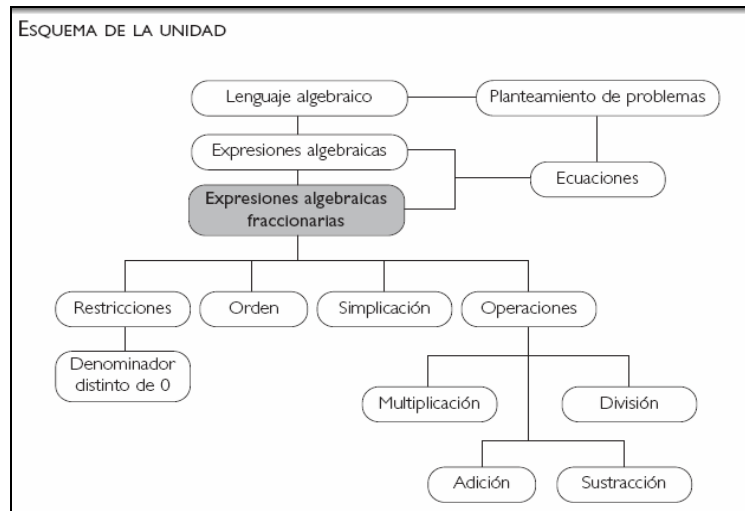 ESQUEMA DE LA UNIDAD
Lenguaje algebraico
Planteamiento de problemas
Expresiones algebraicas
Ecuaciones
Expresiones algebraicas
fraccionarias
Restricciones
Orden
Simplicación
Operaciones
Denominador
distinto de 0
Multiplicación
División
Adición
Sustracción